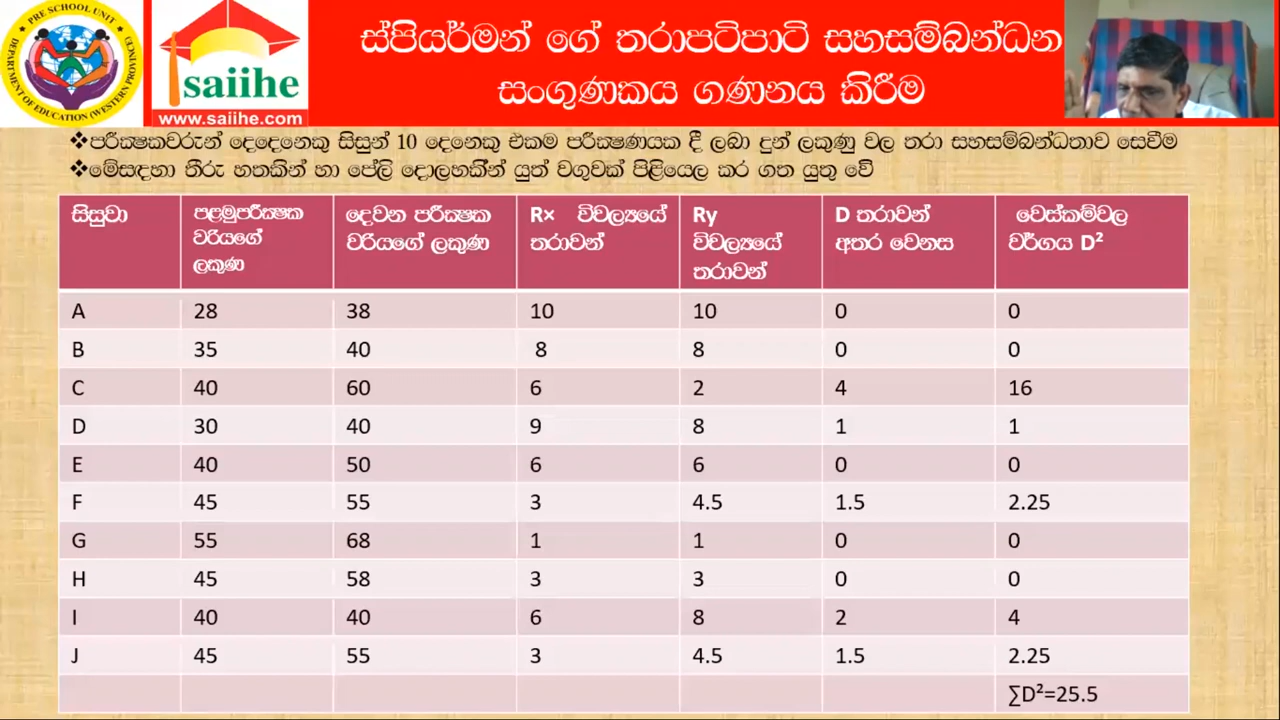 PRE SCHOOL UNIT
DEPARTMENT OF EDUCATION (WESTERN PROVINCE)
saiihe
www.saiihe.com
ස්පියර්මන් ගේ තරාපටිපාටි සහසම්බන්ධන
සංගුණකය ගණනය කිරීම
❖පරීක්‍ෂකවරුන් දෙදෙනෙකු සිසුන් 10 දෙනෙකු එකම පරීක්‍ෂණයක දී ලබා දුන් ලකුණු වල තරා සහසම්බන්ධතාව සෙවීම
❖මේසදහා තීරු හතකින් හා පේලි දොලහකිීන් යුත් වගුවක් පිළියෙල කර ගත යුතු වේ
සිසුවා | පළමුපරීක්‍ෂක වරියගේ ලකුණ | දෙවන පරීක්‍ෂක වරියගේ ලකුණ | R× විචල්‍යයේ තරාවන් | Ry විචල්‍යයේ තරාවන් | D තරාවන් අතර වෙනස | වෙස්කම්වල වර්ගය D²
A 28 38 10 10 0 0
B 35 40 8 8 0 0
C 40 60 6 2 4 16
D 30 40 9 8 1 1
E 40 50 6 6 0 0
F 45 55 3 4.5 1.5 2.25
G 55 68 1 1 0 0
H 45 58 3 3 0 0
I 40 40 6 8 2 4
J 45 55 3 4.5 1.5 2.25
∑D²=25.5